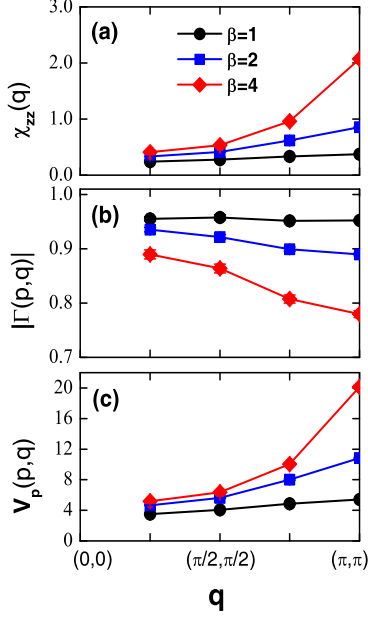 3.0
(a)
β=1
β=2
β=4
2.0
1.0
0.0
χzz(q)
1.0
(b)
0.9
0.8
0.7
|Γ(p,q)|
20
(c)
16
12
8
4
0
Vp(p,q)
(0,0)
(π/2,π/2)
(π,π)
q